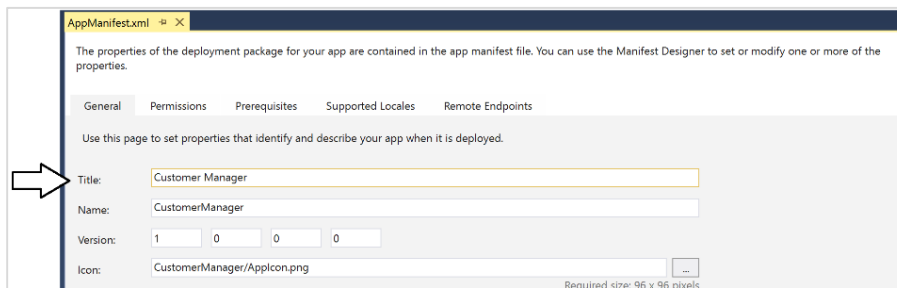 AppManifest.xml
The properties of the deployment package for your app are contained in the app manifest file. You can use the Manifest Designer to set or modify one or more of the
properties.
General Permissions Prerequisites Supported Locales Remote Endpoints
Use this page to set properties that identify and describe your app when it is deployed.
Title: Customer Manager
Name: CustomerManager
Version: 1 0 0 0
Icon: CustomerManager/AppIcon.png ...
Required size: 96 x 96 pixels